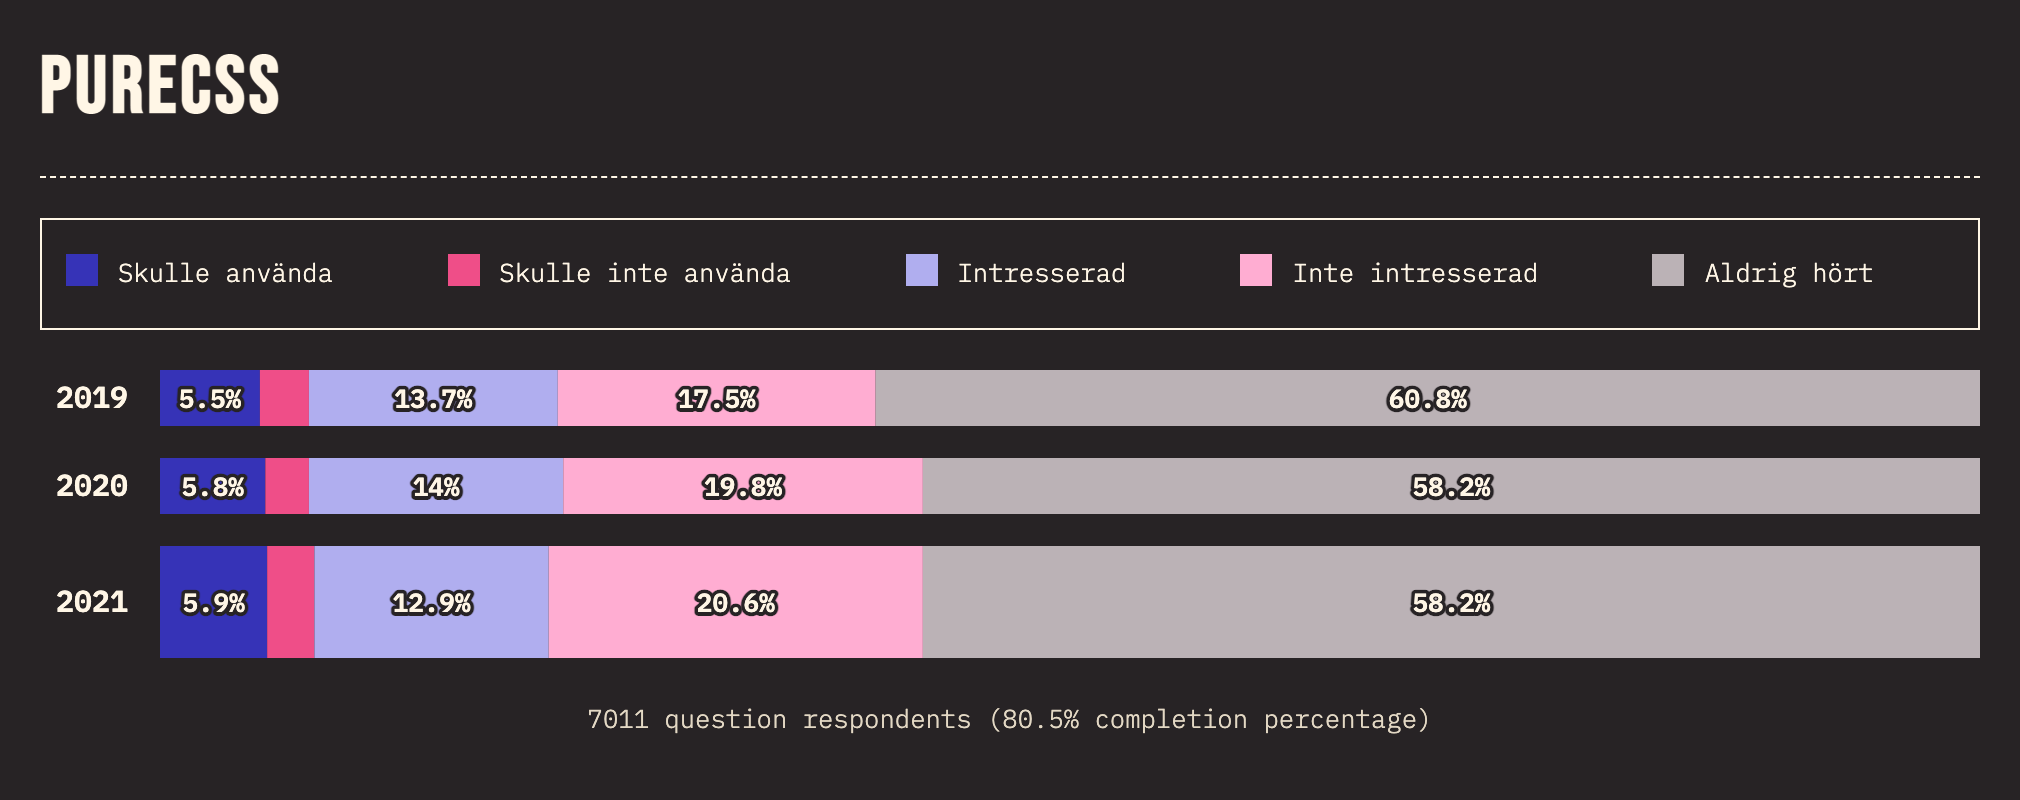 PURECSS
Skulle använda Skulle inte använda Intresserad Inte intresserad Aldrig hört
2019 5.5% 13.7% 17.5% 60.8%
2020 5.8% 14% 19.8% 58.2%
2021 5.9% 12.9% 20.6% 58.2%
7011 question respondents (80.5% completion percentage)